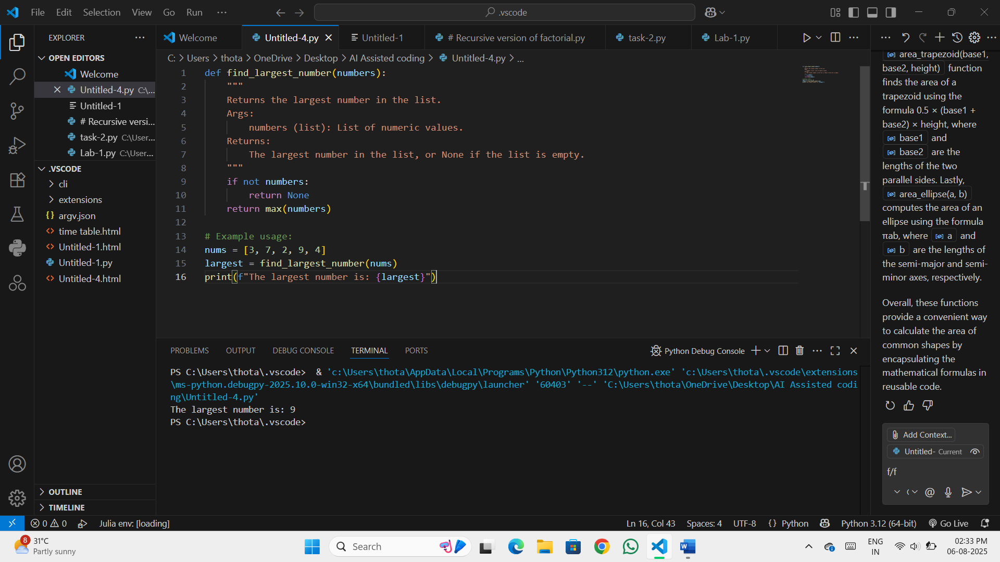 File Edit Selection View Go Run ···
.vscode
EXPLORER
OPEN EDITORS
Welcome
Untitled-4.py C:\...
Untitled-1
# Recursive versi...
task-2.py C:\User...
Lab-1.py C:\User...
.VSCODE
cli
extensions
argv.json
time table.html
Untitled-1.html
Untitled-1.py
Untitled-4.html
OUTLINE
TIMELINE
Welcome
Untitled-4.py
Untitled-1
# Recursive version of factorial.py
task-2.py
Lab-1.py
C: > Users > thota > OneDrive > Desktop > AI Assisted coding > Untitled-4.py > ...
1 def find_largest_number(numbers):
2 """
3 Returns the largest number in the list.
4 Args:
5 numbers (list): List of numeric values.
6 Returns:
7 The largest number in the list, or None if the list is empty.
8 """
9 if not numbers:
10 return None
11 return max(numbers)
12
13 # Example usage:
14 nums = [3, 7, 2, 9, 4]
15 largest = find_largest_number(nums)
16 print(f"The largest number is: {largest}")
PROBLEMS OUTPUT DEBUG CONSOLE TERMINAL PORTS
Python Debug Console
PS C:\Users\thota\.vscode>  & 'c:\Users\thota\AppData\Local\Programs\Python\Python312\python.exe' 'c:\Users\thota\.vscode\extensions
\ms-python.debugpy-2025.10.0-win32-x64\bundled\libs\debugpy\launcher' '60403' '--' 'C:\Users\thota\OneDrive\Desktop\AI Assisted codi
ng\Untitled-4.py'
The largest number is: 9
PS C:\Users\thota\.vscode>
area_trapezoid(base1,
base2, height) function
finds the area of a
trapezoid using the
formula 0.5 × (base1 +
base2) × height, where
base1 and
base2 are the
lengths of the two
parallel sides. Lastly,
area_ellipse(a, b)
computes the area of an
ellipse using the formula
πab, where a and
b are the lengths of
the semi-major and semi-
minor axes, respectively.
Overall, these functions
provide a convenient way
to calculate the area of
common shapes by
encapsulating the
mathematical formulas in
reusable code.
Add Context...
Untitled- Current
f/f
0 0 Julia env: [loading]
Ln 16, Col 43 Spaces: 4 UTF-8 {} Python Python 3.12 (64-bit) Go Live
8
31°C
Partly sunny
Search
ENG
IN
02:33 PM
06-08-2025